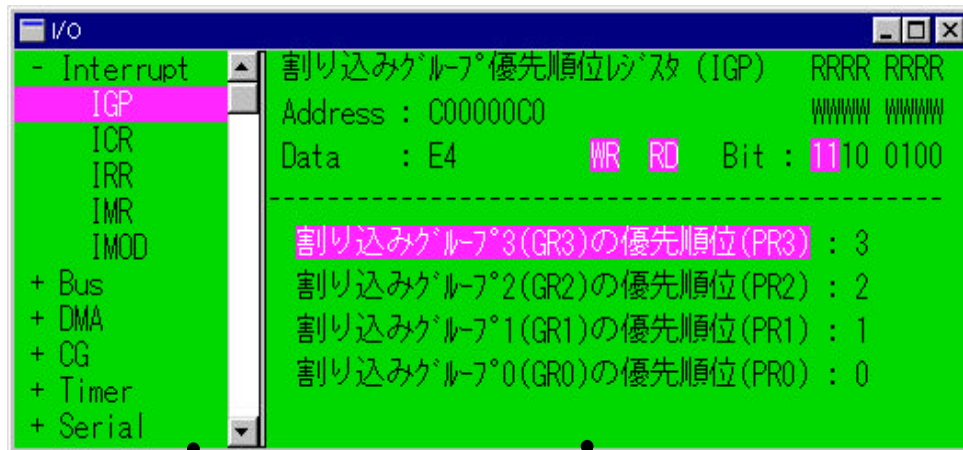 I/O
- Interrupt
IGP
ICR
IRR
IMR
IMOD
+ Bus
+ DMA
+ CG
+ Timer
+ Serial
割り込みｸﾞﾙｰﾌﾟ優先順位ﾚｼﾞｽﾀ (IGP) RRRR RRRR
Address : C00000C0 WWWW WWWW
Data : E4 WR RD Bit : 1110 0100
割り込みｸﾞﾙｰﾌﾟ3(GR3)の優先順位(PR3) : 3
割り込みｸﾞﾙｰﾌﾟ2(GR2)の優先順位(PR2) : 2
割り込みｸﾞﾙｰﾌﾟ1(GR1)の優先順位(PR1) : 1
割り込みｸﾞﾙｰﾌﾟ0(GR0)の優先順位(PR0) : 0